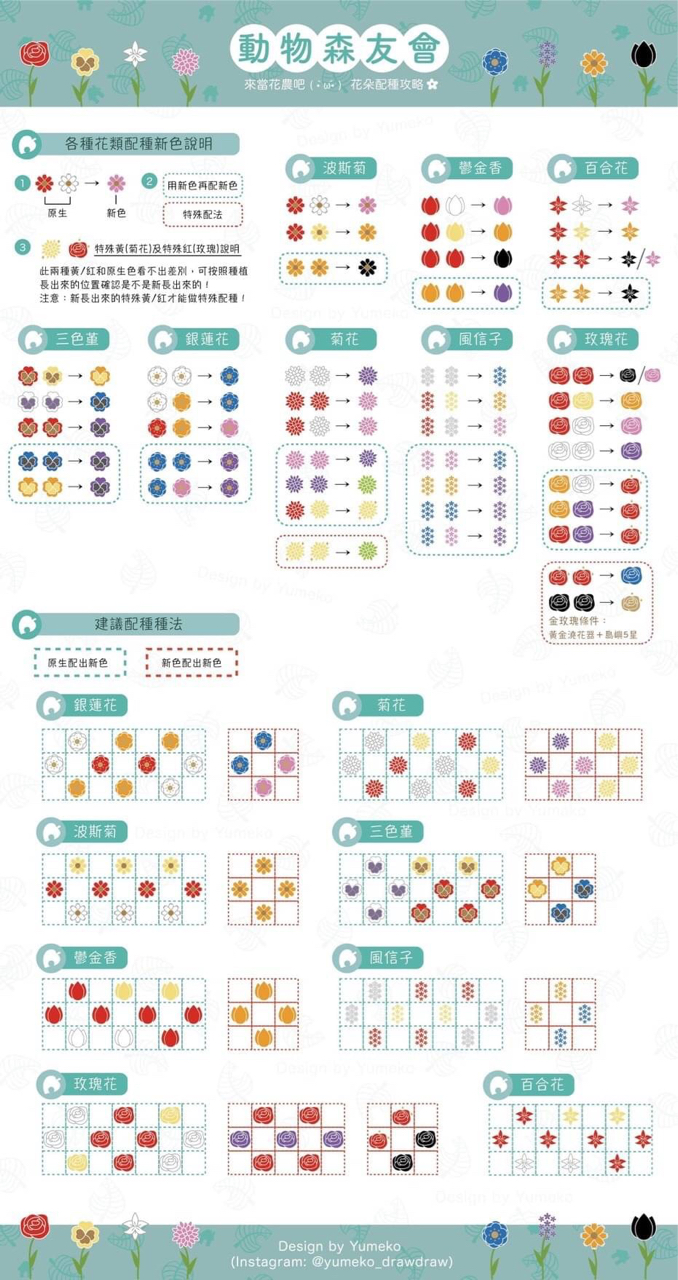 動物森友會
來當花農吧 (･ω･) 花朵配種攻略
各種花類配種新色說明
1
原生
新色
2
用新色再配新色
特殊配法
3
特殊黃(菊花)及特殊紅(玫瑰)說明
此兩種黃/紅和原生色看不出差別,可按照種植
長出來的位置確認是不是新長出來的!
注意:新長出來的特殊黃/紅才能做特殊配種!
波斯菊
鬱金香
百合花
/
三色菫
銀蓮花
菊花
風信子
玫瑰花
/
金玫瑰條件:
黃金澆花器+島嶼5星
建議配種種法
原生配出新色
新色配出新色
銀蓮花
菊花
波斯菊
三色菫
鬱金香
風信子
玫瑰花
百合花
Design by Yumeko
(Instagram: @yumeko_drawdraw)
Design by Yumeko